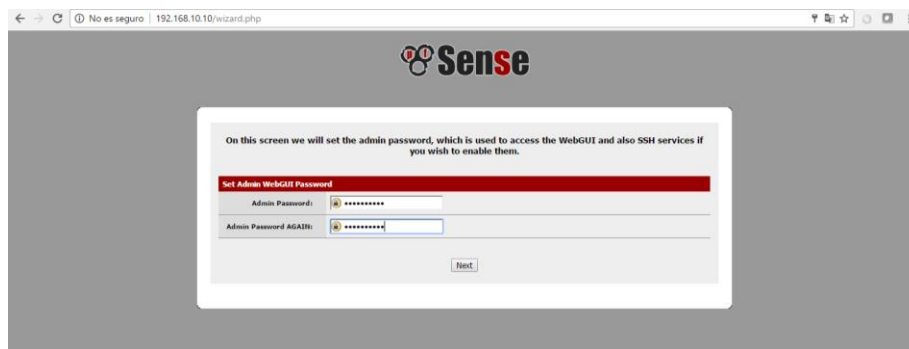 No es seguro | 192.168.10.10/wizard.php
pf Sense
On this screen we will set the admin password, which is used to access the WebGUI and also SSH services if
you wish to enable them.
Set Admin WebGUI Password
Admin Password: ••••••••••
Admin Password AGAIN: ••••••••••
Next